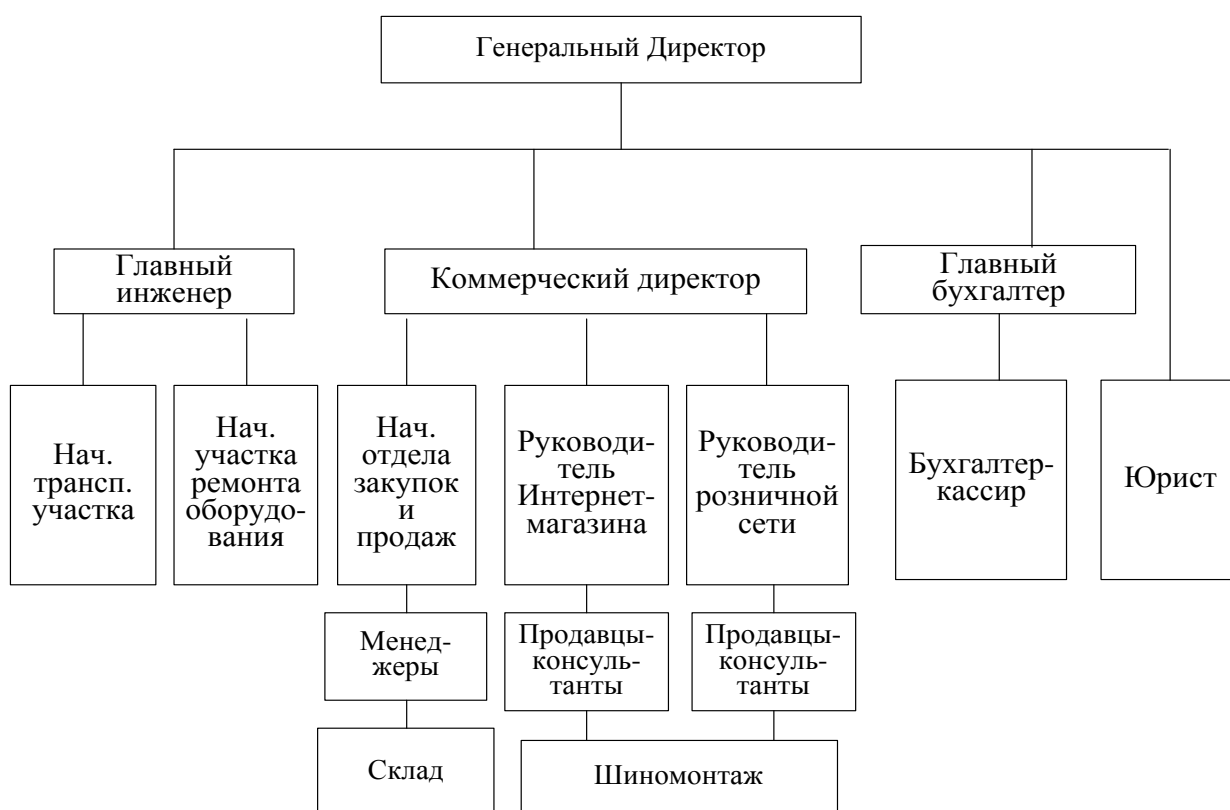 Генеральный Директор
Главный
инженер
Коммерческий директор
Главный
бухгалтер
Нач.
трансп.
участка
Нач.
участка
ремонта
оборудо-
вания
Нач.
отдела
закупок
и
продаж
Руководи-
тель
Интернет-
магазина
Руководи-
тель
розничной
сети
Бухгалтер-
кассир
Юрист
Менед-
жеры
Продавцы-
консуль-
танты
Продавцы-
консуль-
танты
Склад
Шиномонтаж